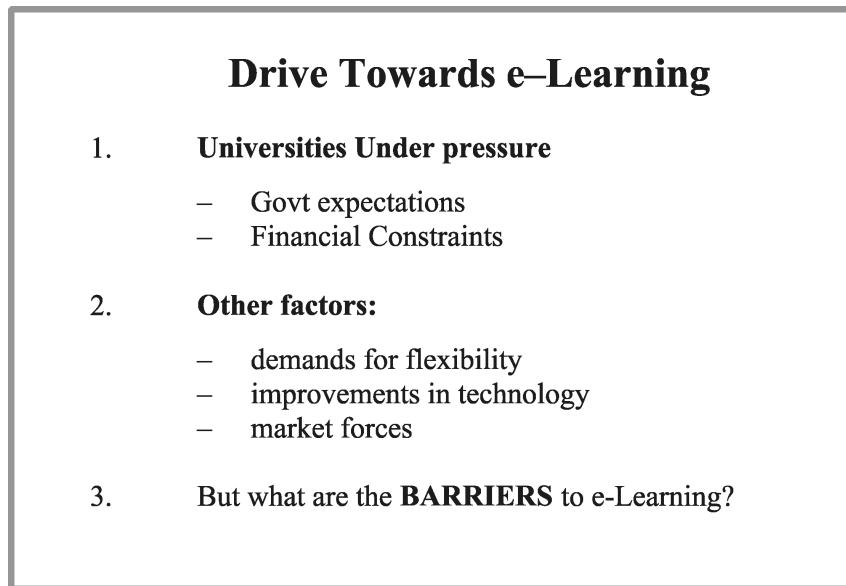 Drive Towards e–Learning
1. Universities Under pressure
– Govt expectations
– Financial Constraints
2. Other factors:
– demands for flexibility
– improvements in technology
– market forces
3. But what are the BARRIERS to e-Learning?